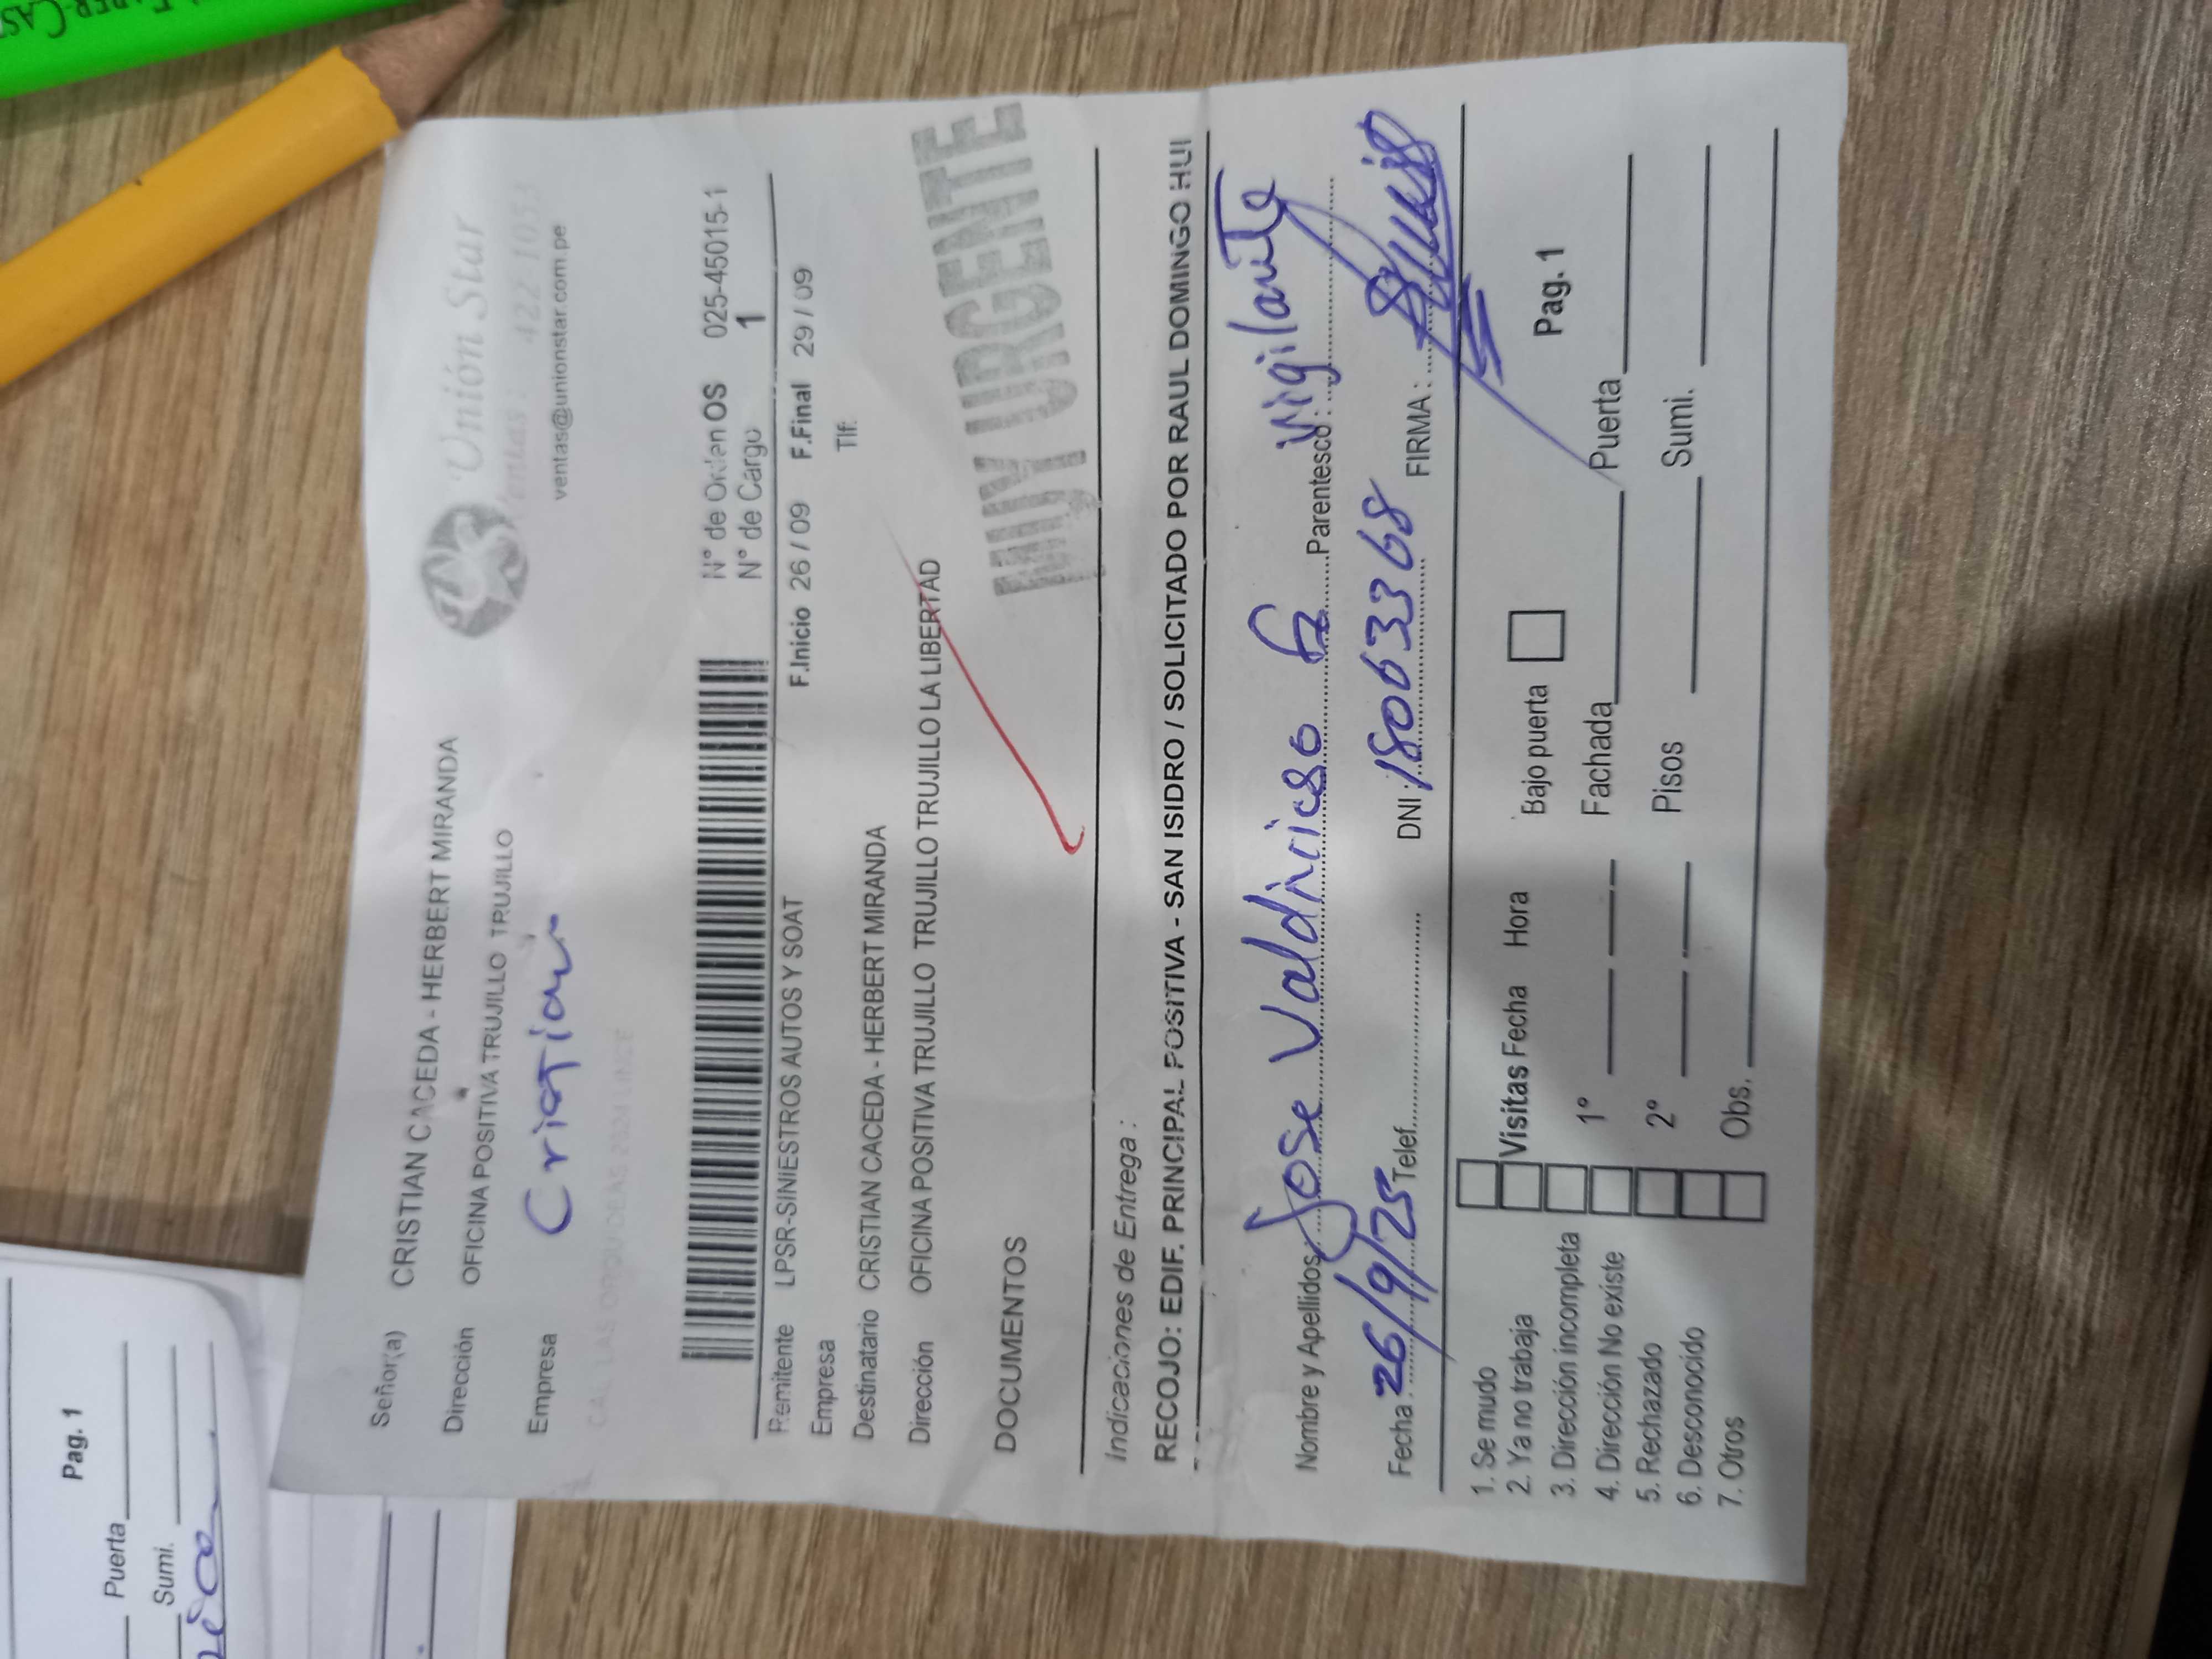 Unión Star
Ventas : 422-1053
ventas@unionstar.com.pe
Señor(a) CRISTIAN CACEDA - HERBERT MIRANDA
Dirección OFICINA POSITIVA TRUJILLO TRUJILLO
Empresa Cristian
N° de Orden OS 025-45015-1
N° de Cargo 1
Remitente LPSR-SINIESTROS AUTOS Y SOAT F.Inicio 26 / 09 F.Final 29 / 09
Empresa Tlf:
Destinatario CRISTIAN CACEDA - HERBERT MIRANDA
Dirección OFICINA POSITIVA TRUJILLO TRUJILLO TRUJILLO LA LIBERTAD
MUY URGENTE
DOCUMENTOS
Indicaciones de Entrega :
RECOJO: EDIF. PRINCIPAL POSITIVA - SAN ISIDRO / SOLICITADO POR RAUL DOMINGO HUI
Nombre y Apellidos Jose Parentesco: Vigilante
Fecha : 26/9/25 Telef. DNI : 18063368 FIRMA :
1. Se mudo
2. Ya no trabaja Visitas Fecha Hora Bajo puerta Pag. 1
3. Dirección incompleta
4. Dirección No existe 1° Fachada Puerta
5. Rechazado
6. Desconocido 2° Pisos Sumi.
7. Otros Obs.
Pag. 1
Puerta
Sumi.
FABER-CAS